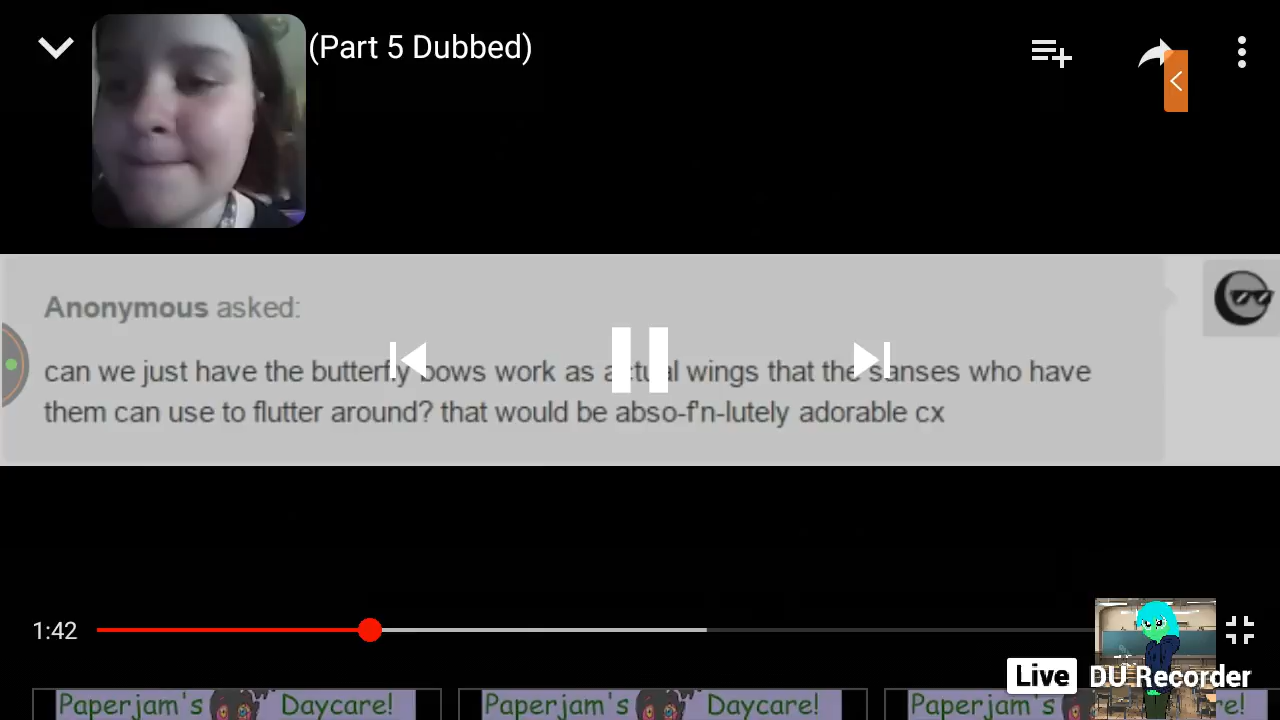 (Part 5 Dubbed)
Anonymous asked:
can we just have the butterfly bows work as actual wings that the sanses who have
them can use to flutter around? that would be abso-f'n-lutely adorable cx
1:42
Live DU Recorder
Paperjam's Daycare! Paperjam's Daycare! Paperjam's re!